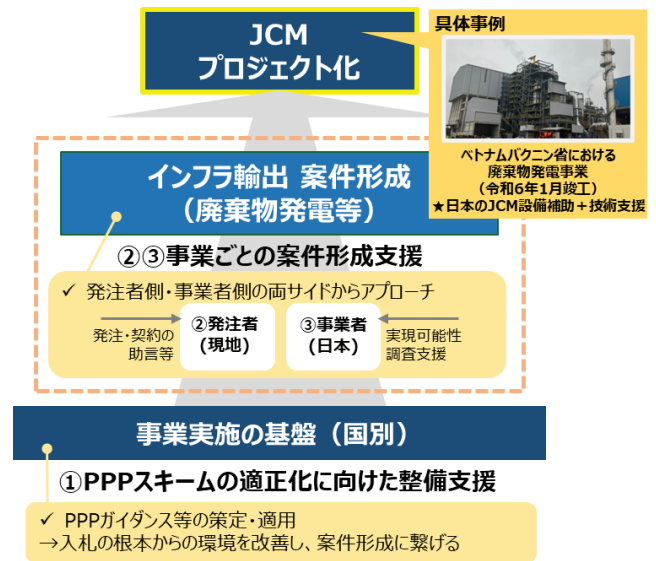 JCM
プロジェクト化
具体事例
ベトナムバクニン省における
廃棄物発電事業
（令和6年1月竣工）
★日本のJCM設備補助＋技術支援
インフラ輸出 案件形成
（廃棄物発電等）
②③事業ごとの案件形成支援
✓ 発注者側・事業者側の両サイドからアプローチ
発注・契約の
助言等
②発注者
(現地)
③事業者
(日本)
実現可能性
調査支援
事業実施の基盤（国別）
①PPPスキームの適正化に向けた整備支援
✓ PPPガイダンス等の策定・適用
→入札の根本からの環境を改善し、案件形成に繋げる